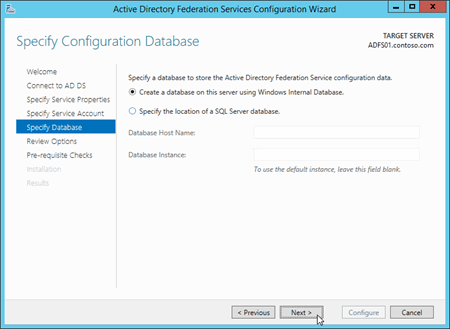 Active Directory Federation Services Configuration Wizard
Specify Configuration Database
TARGET SERVER
ADFS01.contoso.com
Welcome
Connect to AD DS
Specify Service Properties
Specify Service Account
Specify Database
Review Options
Pre-requisite Checks
Installation
Results
Specify a database to store the Active Directory Federation Service configuration data.
Create a database on this server using Windows Internal Database.
Specify the location of a SQL Server database.
Database Host Name:
Database Instance:
To use the default instance, leave this field blank.
< Previous
Next >
Configure
Cancel